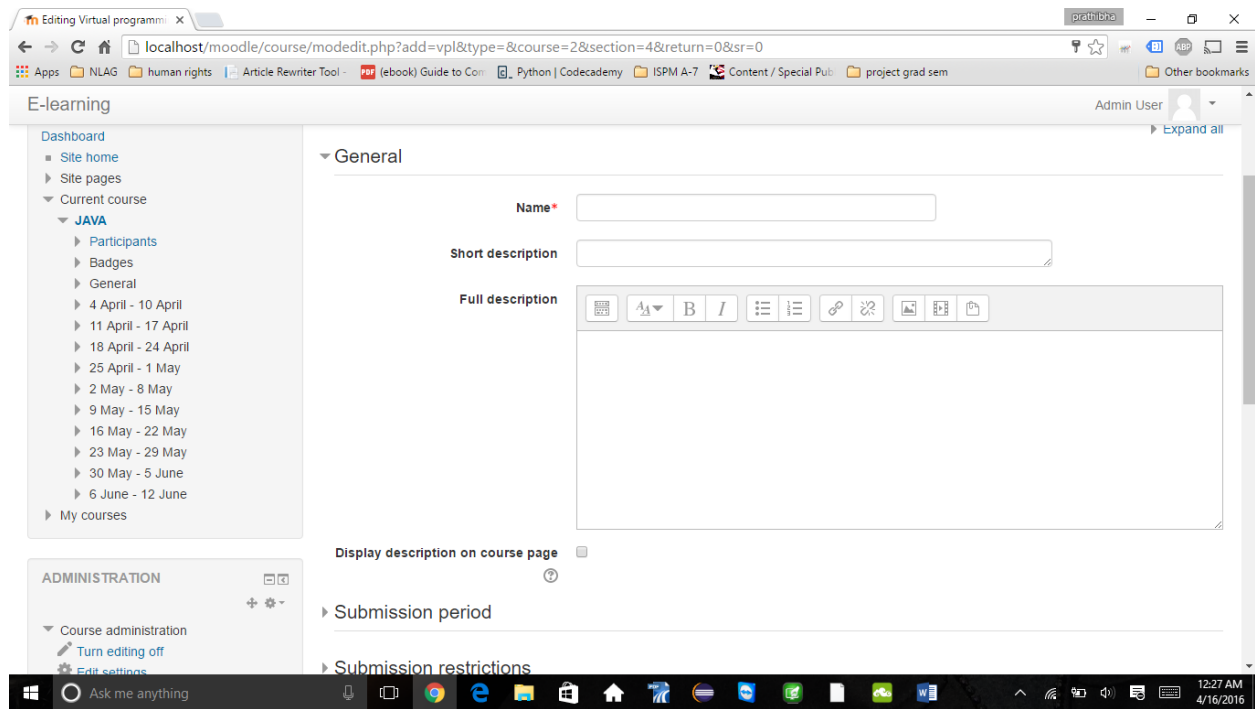 Editing Virtual programmi
prathibha
localhost/moodle/course/modedit.php?add=vpl&type=&course=2&section=4&return=0&sr=0
Apps NLAG human rights Article Rewriter Tool - (ebook) Guide to Com Python | Codecademy ISPM A-7 Content / Special Pub project grad sem Other bookmarks
E-learning
Admin User
Dashboard
Site home
Site pages
Current course
JAVA
Participants
Badges
General
4 April - 10 April
11 April - 17 April
18 April - 24 April
25 April - 1 May
2 May - 8 May
9 May - 15 May
16 May - 22 May
23 May - 29 May
30 May - 5 June
6 June - 12 June
My courses
ADMINISTRATION
Course administration
Turn editing off
Edit settings
Expand all
General
Name*
Short description
Full description
Display description on course page
Submission period
Submission restrictions
Ask me anything
12:27 AM
4/16/2016